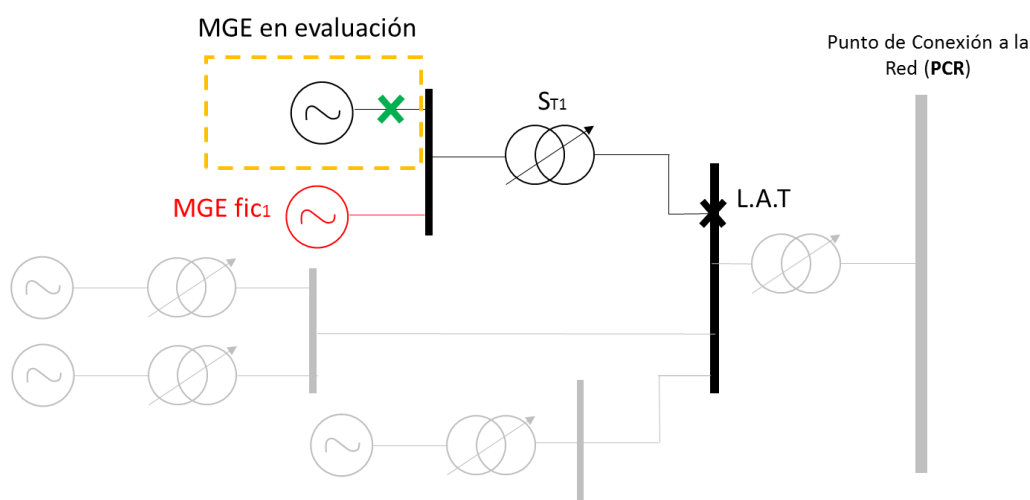 MGE en evaluación
Punto de Conexión a la
Red (PCR)
ST1
MGE fic1
L.A.T